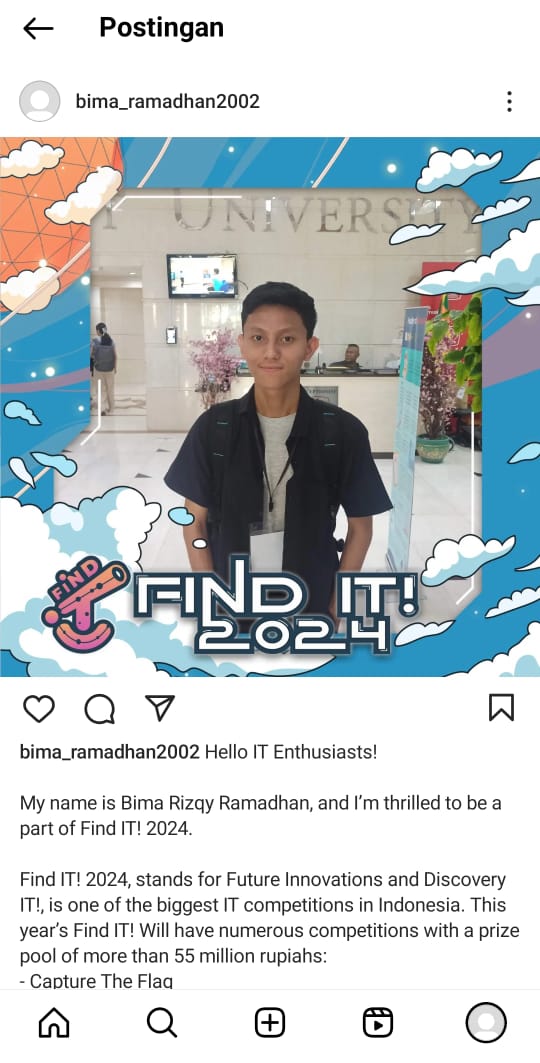 Postingan
bima_ramadhan2002
UNIVERSITY
FIND
IT
FIND IT!
2024
bima_ramadhan2002 Hello IT Enthusiasts!
My name is Bima Rizqy Ramadhan, and I'm thrilled to be a
part of Find IT! 2024.
Find IT! 2024, stands for Future Innovations and Discovery
IT!, is one of the biggest IT competitions in Indonesia. This
year's Find IT! Will have numerous competitions with a prize
pool of more than 55 million rupiahs:
- Capture The Flag